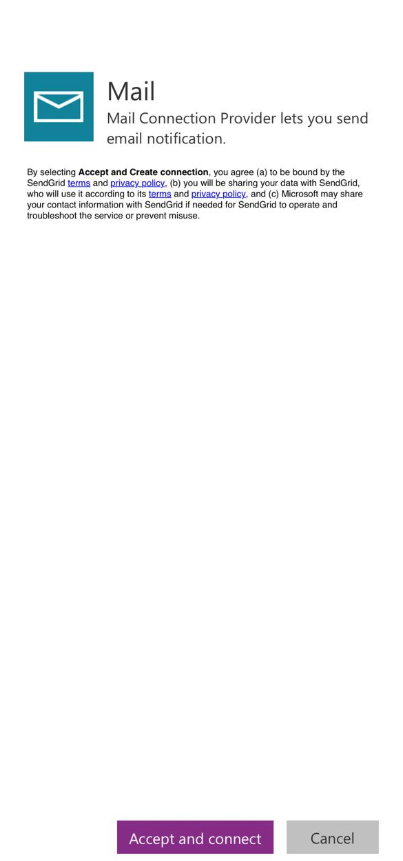 Mail
Mail Connection Provider lets you send
email notification.
By selecting Accept and Create connection, you agree (a) to be bound by the
SendGrid terms and privacy policy, (b) you will be sharing your data with SendGrid,
who will use it according to its terms and privacy policy, and (c) Microsoft may share
your contact information with SendGrid if needed for SendGrid to operate and
troubleshoot the service or prevent misuse.
Accept and connect Cancel